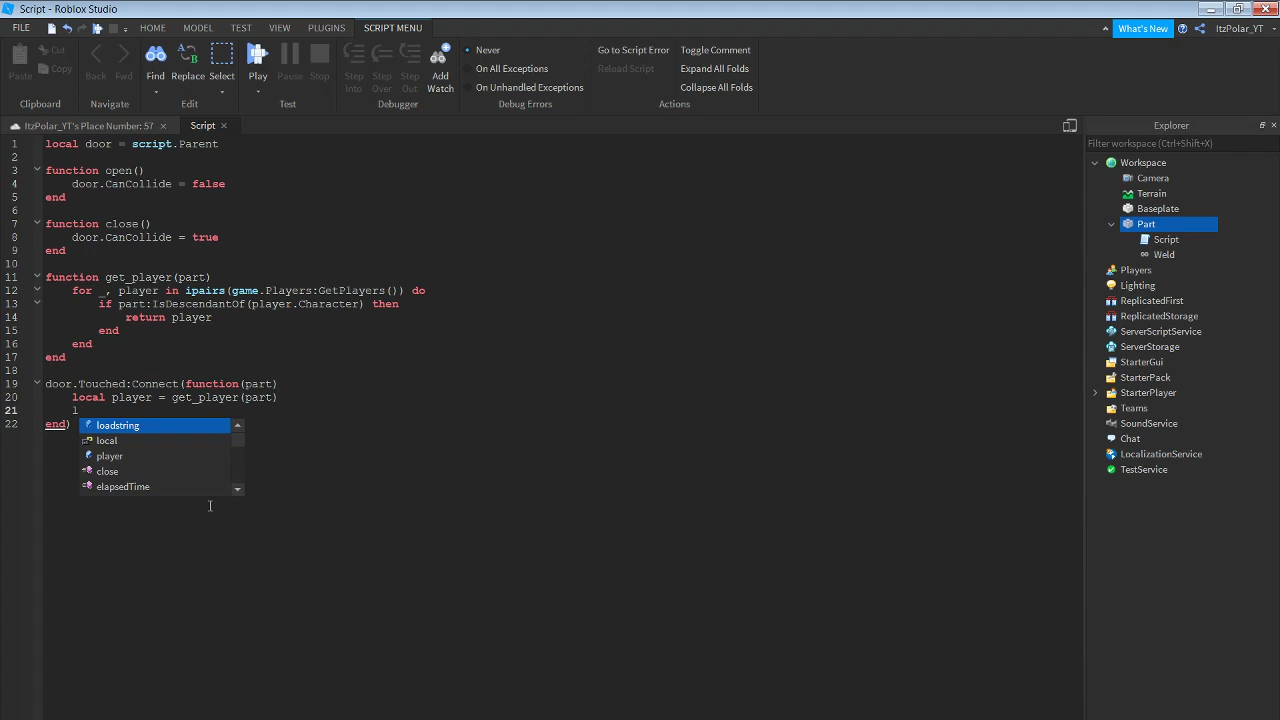 Script - Roblox Studio
FILE HOME MODEL TEST VIEW PLUGINS SCRIPT MENU What's New ItzPolar_YT
Paste Cut Copy Back Fwd Find Replace Select Play Pause Stop Step Into Step Over Step Out Add Watch
Never Go to Script Error Toggle Comment
On All Exceptions Reload Script Expand All Folds
On Unhandled Exceptions Collapse All Folds
Clipboard Navigate Edit Test Debugger Debug Errors Actions
ItzPolar_YT's Place Number: 57 Script
1 local door = script.Parent
2
3 function open()
4 door.CanCollide = false
5 end
6
7 function close()
8 door.CanCollide = true
9 end
10
11 function get_player(part)
12 for _, player in ipairs(game.Players:GetPlayers()) do
13 if part:IsDescendantOf(player.Character) then
14 return player
15 end
16 end
17 end
18
19 door.Touched:Connect(function(part)
20 local player = get_player(part)
21 l
22 end)
loadstring
local
player
close
elapsedTime
Explorer
Filter workspace (Ctrl+Shift+X)
Workspace
Camera
Terrain
Baseplate
Part
Script
Weld
Players
Lighting
ReplicatedFirst
ReplicatedStorage
ServerScriptService
ServerStorage
StarterGui
StarterPack
StarterPlayer
Teams
SoundService
Chat
LocalizationService
TestService